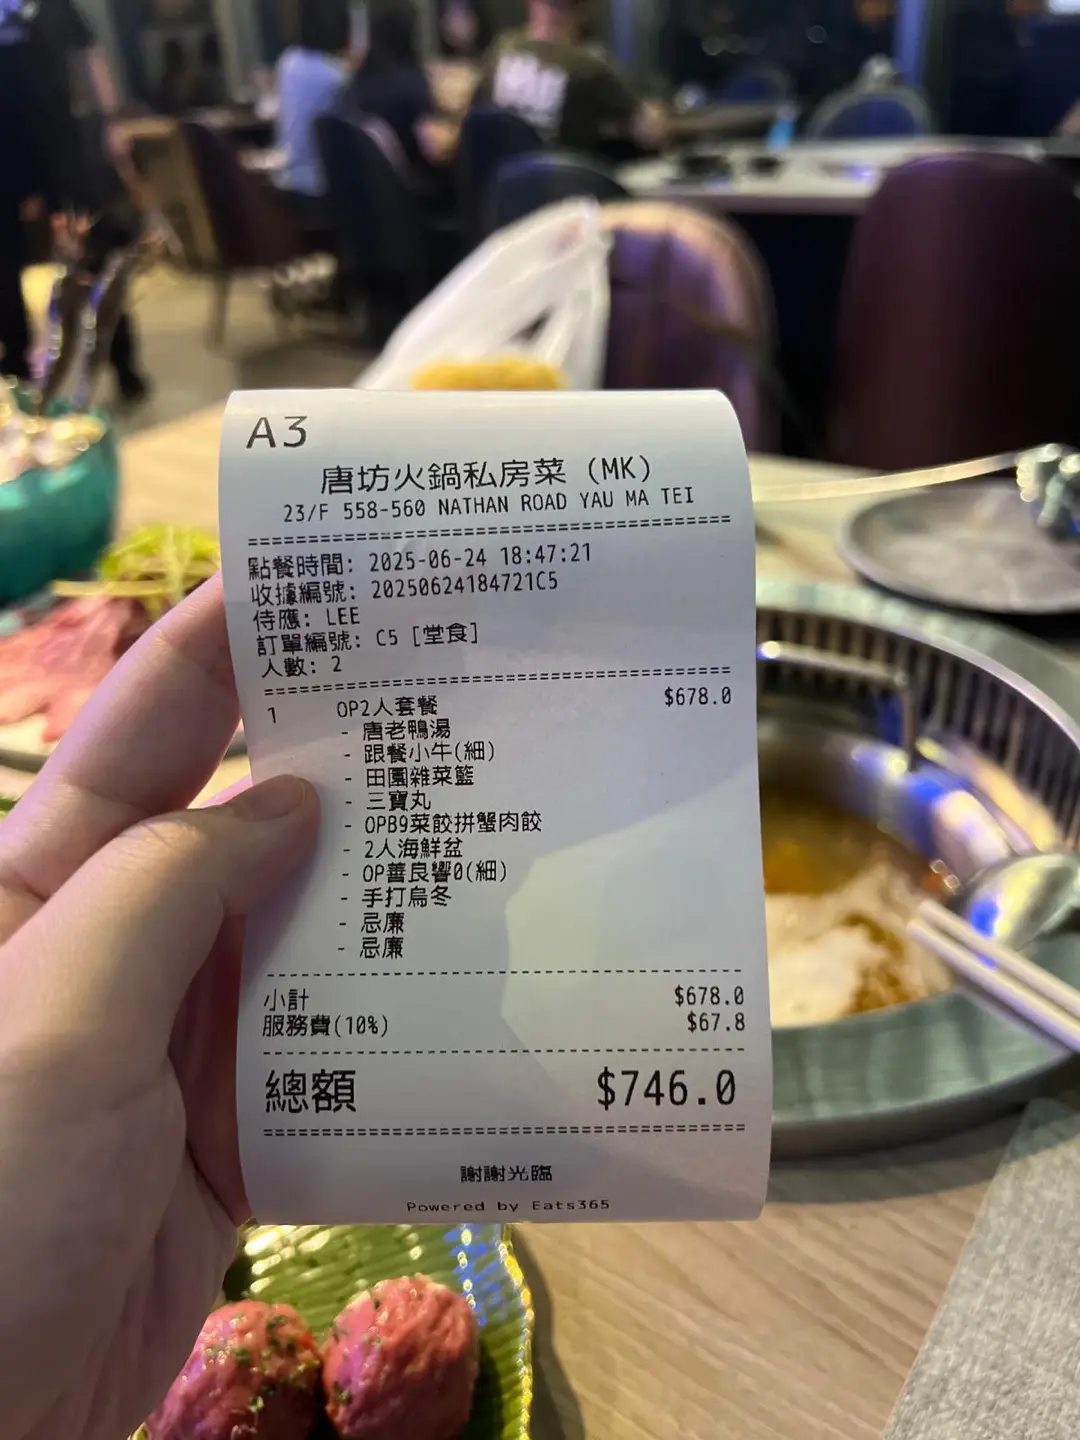 A3
唐坊火鍋私房菜 (MK)
23/F 558-560 NATHAN ROAD YAU MA TEI
點餐時間: 2025-06-24 18:47:21
收據編號: 20250624184721C5
侍應: LEE
訂單編號: C5 [堂食]
人數: 2
1 OP2人套餐 $678.0
- 唐老鴨湯
- 跟餐小牛(細)
- 田園雜菜籃
- 三寶丸
- OPB9菜餃拼蟹肉餃
- 2人海鮮盆
- OP善良響0(細)
- 手打烏冬
- 忌廉
- 忌廉
小計 $678.0
服務費(10%) $67.8
總額 $746.0
謝謝光臨
Powered by Eats365